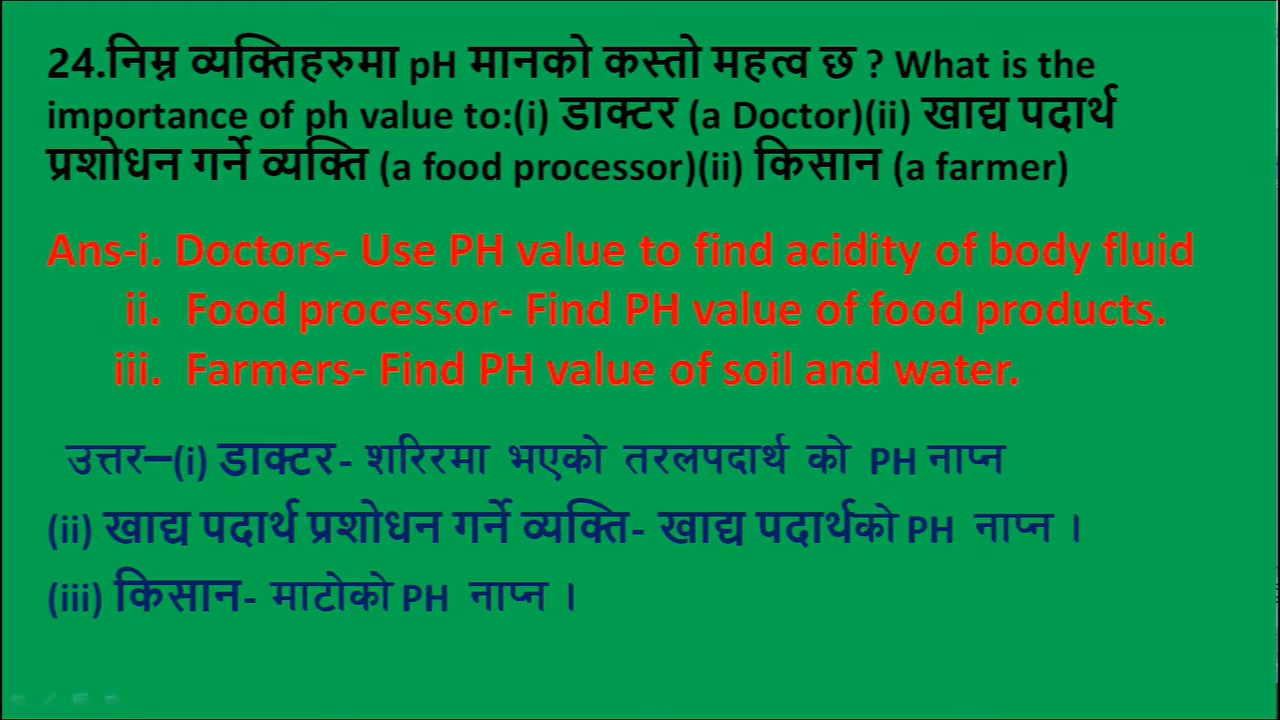 24.निम्न व्यक्तिहरुमा pH मानको कस्तो महत्व छ ? What is the
importance of ph value to:(i) डाक्टर (a Doctor)(ii) खाद्य पदार्थ
प्रशोधन गर्ने व्यक्ति (a food processor)(ii) किसान (a farmer)
Ans-i. Doctors- Use PH value to find acidity of body fluid
ii. Food processor- Find PH value of food products.
iii. Farmers- Find PH value of soil and water.
उत्तर–(i) डाक्टर- शरिरमा भएको तरलपदार्थ को PH नाप्न
(ii) खाद्य पदार्थ प्रशोधन गर्ने व्यक्ति- खाद्य पदार्थको PH नाप्न ।
(iii) किसान- माटोको PH नाप्न ।